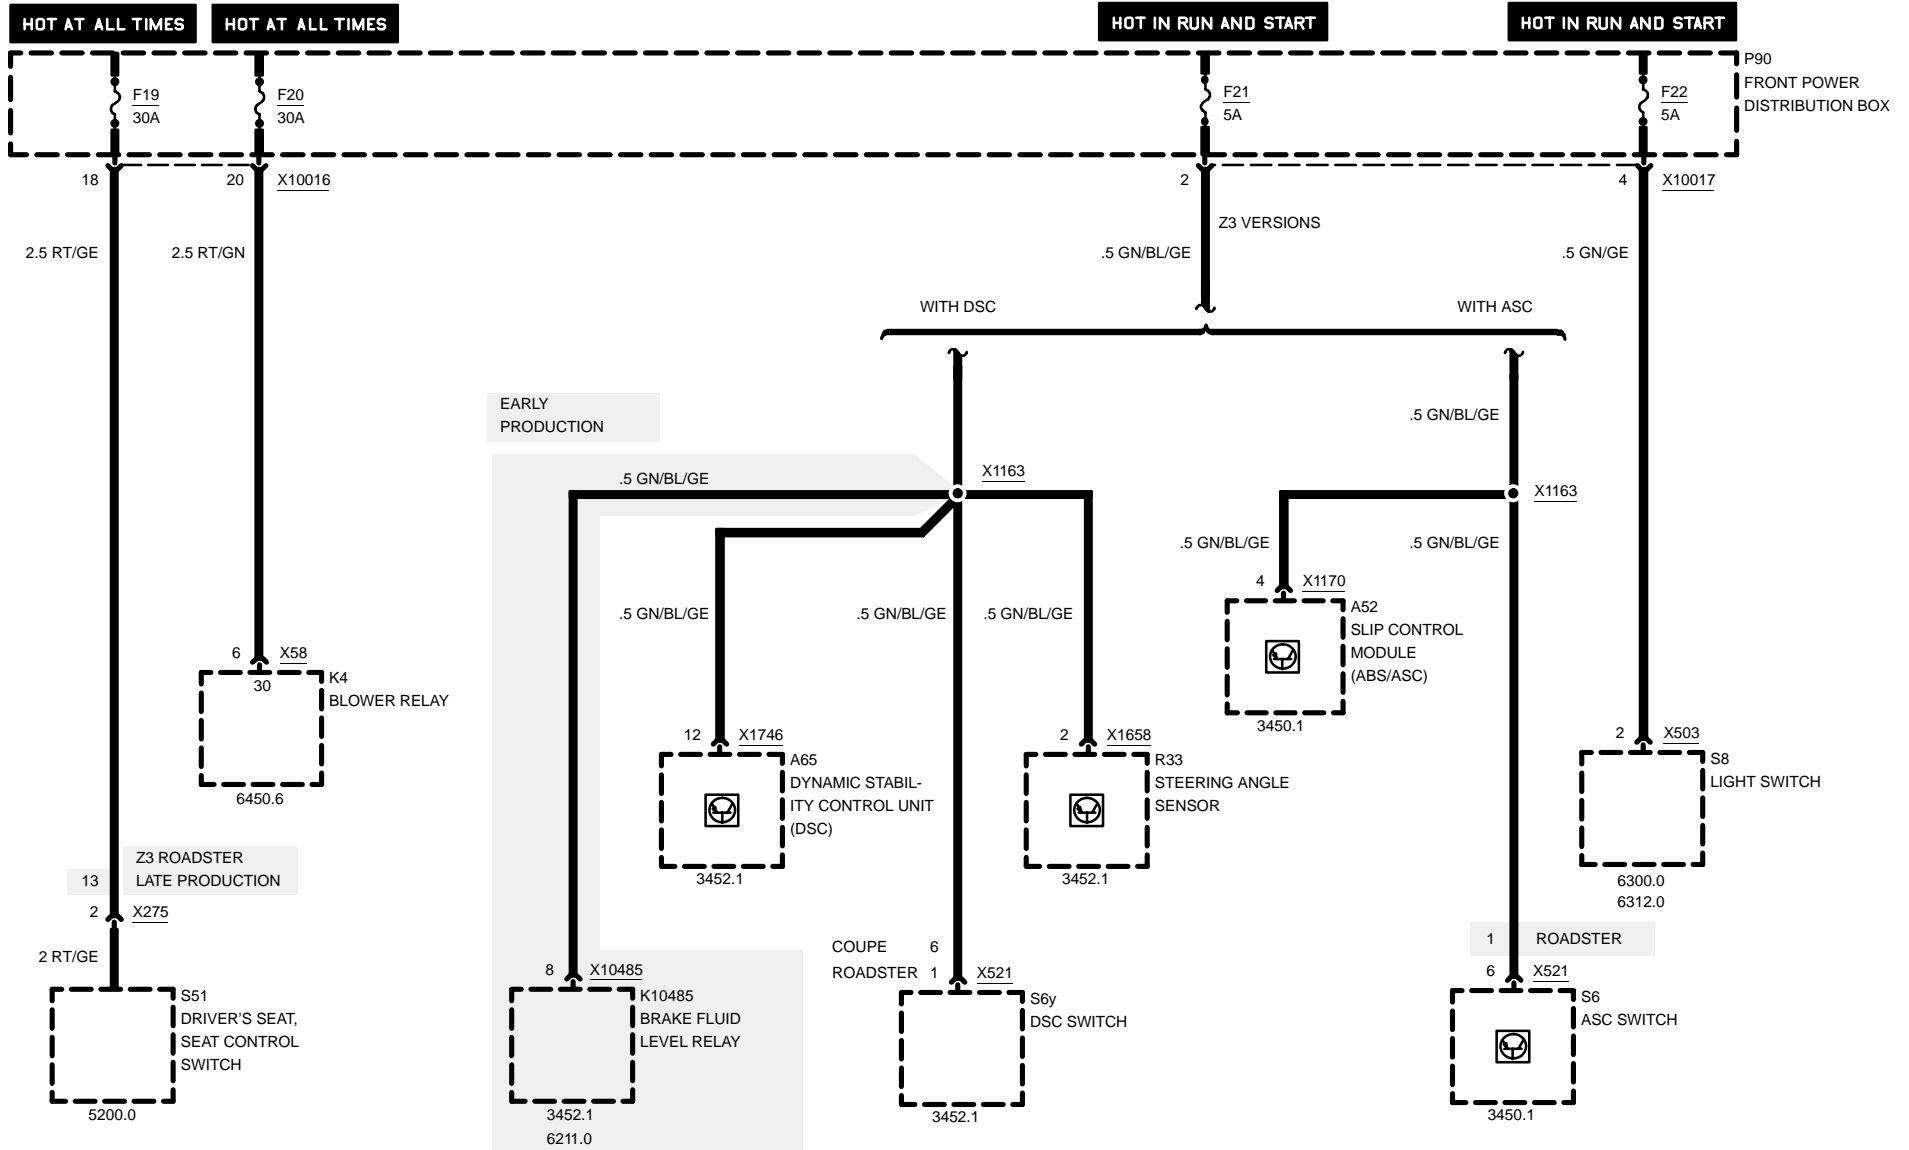 HOT AT ALL TIMES
HOT AT ALL TIMES
HOT IN RUN AND START
HOT IN RUN AND START
P90
FRONT POWER
DISTRIBUTION BOX
F19
30A
F20
30A
F21
5A
F22
5A
18
20
X10016
2
4
X10017
Z3 VERSIONS
2.5 RT/GE
2.5 RT/GN
.5 GN/BL/GE
.5 GN/GE
WITH DSC
WITH ASC
EARLY
PRODUCTION
.5 GN/BL/GE
.5 GN/BL/GE
X1163
X1163
.5 GN/BL/GE
.5 GN/BL/GE
4
X1170
A52
SLIP CONTROL
MODULE
(ABS/ASC)
3450.1
.5 GN/BL/GE
.5 GN/BL/GE
.5 GN/BL/GE
6
X58
30
K4
BLOWER RELAY
6450.6
12
X1746
A65
DYNAMIC STABIL-
ITY CONTROL UNIT
(DSC)
3452.1
2
X1658
R33
STEERING ANGLE
SENSOR
3452.1
2
X503
S8
LIGHT SWITCH
6300.0
6312.0
Z3 ROADSTER
LATE PRODUCTION
13
2
X275
2 RT/GE
S51
DRIVER'S SEAT,
SEAT CONTROL
SWITCH
5200.0
8
X10485
K10485
BRAKE FLUID
LEVEL RELAY
3452.1
6211.0
COUPE 6
ROADSTER 1
X521
S6y
DSC SWITCH
3452.1
1
ROADSTER
6
X521
S6
ASC SWITCH
3450.1